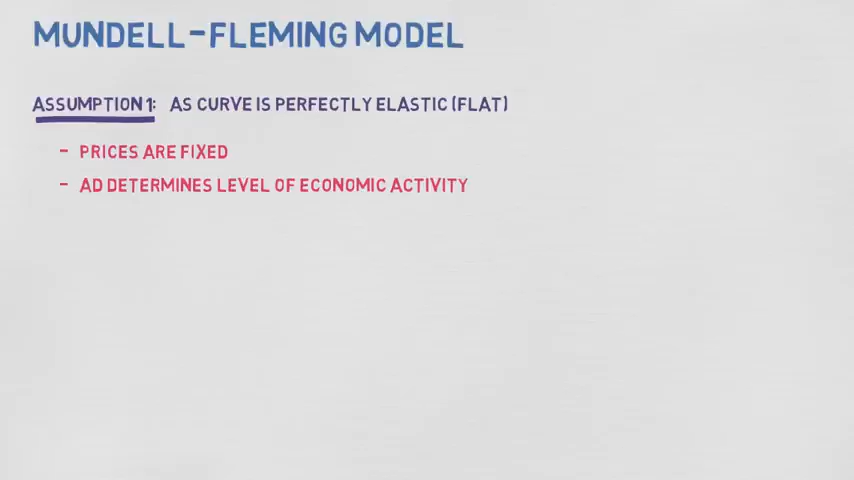 MUNDELL-FLEMING MODEL
ASSUMPTION 1: AS CURVE IS PERFECTLY ELASTIC (FLAT)
- PRICES ARE FIXED
- AD DETERMINES LEVEL OF ECONOMIC ACTIVITY